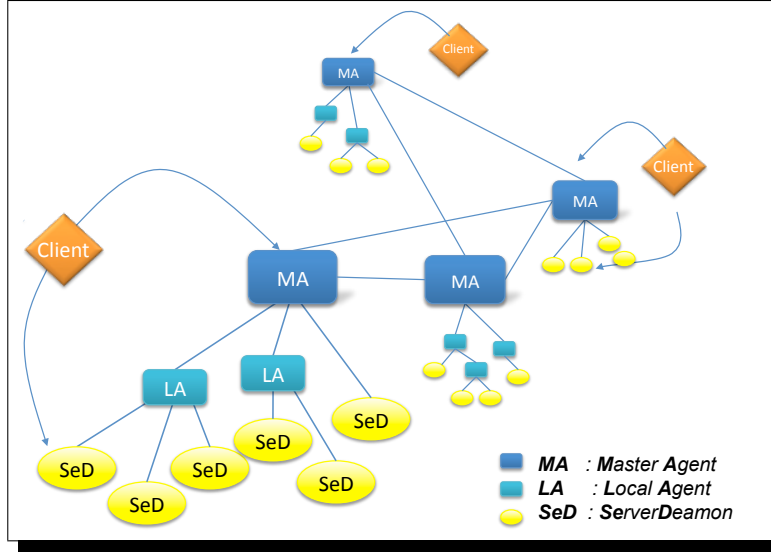 Client
MA
Client
MA
Client
MA
MA
LA
LA
SeD
SeD
SeD
SeD
SeD
SeD
MA : Master Agent
LA : Local Agent
SeD : ServerDeamon